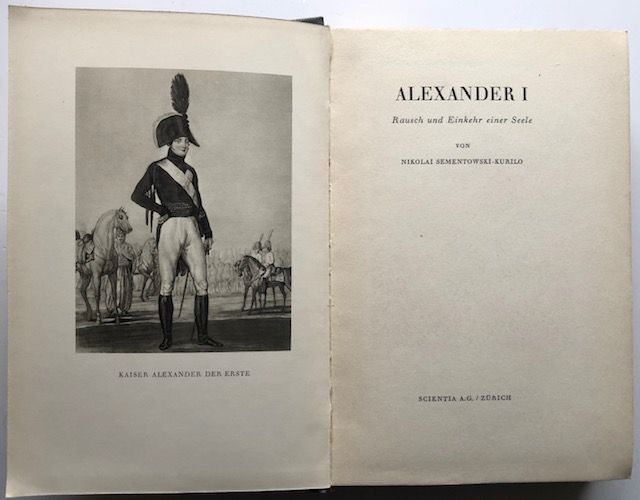 KAISER ALEXANDER DER ERSTE
ALEXANDER I
Rausch und Einkehr einer Seele
VON
NIKOLAI SEMENTOWSKI-KURILO
SCIENTIA A.G. / ZÜRICH